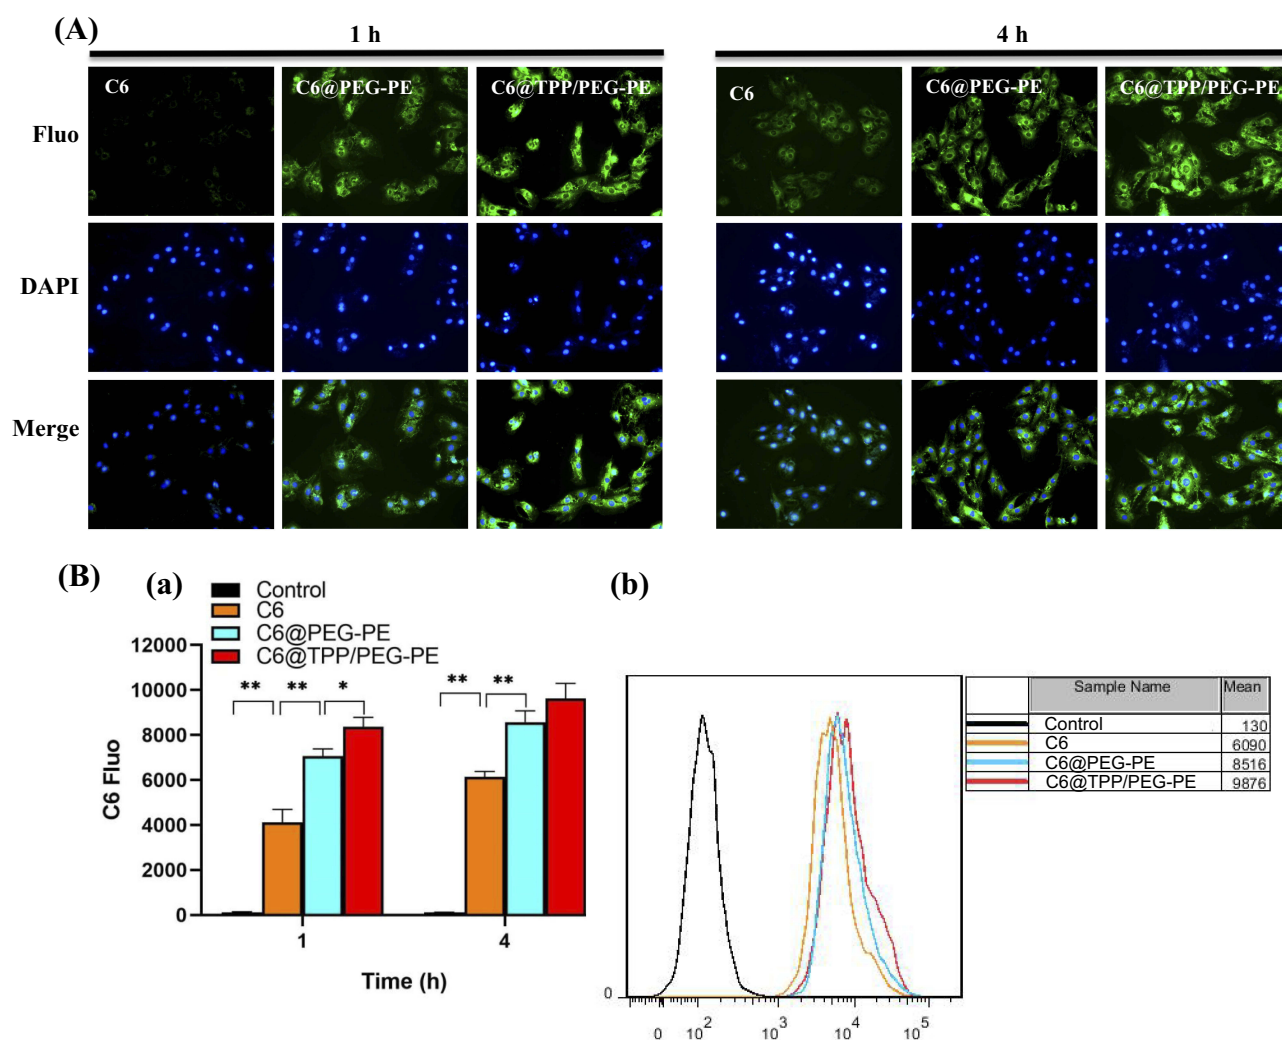 (A)
1 h
4 h
C6
C6@PEG-PE
C6@TPP/PEG-PE
C6
C6@PEG-PE
C6@TPP/PEG-PE
Fluo
DAPI
Merge
(B)
(a)
Control
C6
C6@PEG-PE
C6@TPP/PEG-PE
12000
10000
8000
6000
4000
2000
0
C6 Fluo
** ** *
** **
1
4
Time (h)
(b)
0
0 10^2 10^3 10^4 10^5
Sample Name Mean
Control 130
C6 6090
C6@PEG-PE 8516
C6@TPP/PEG-PE 9876